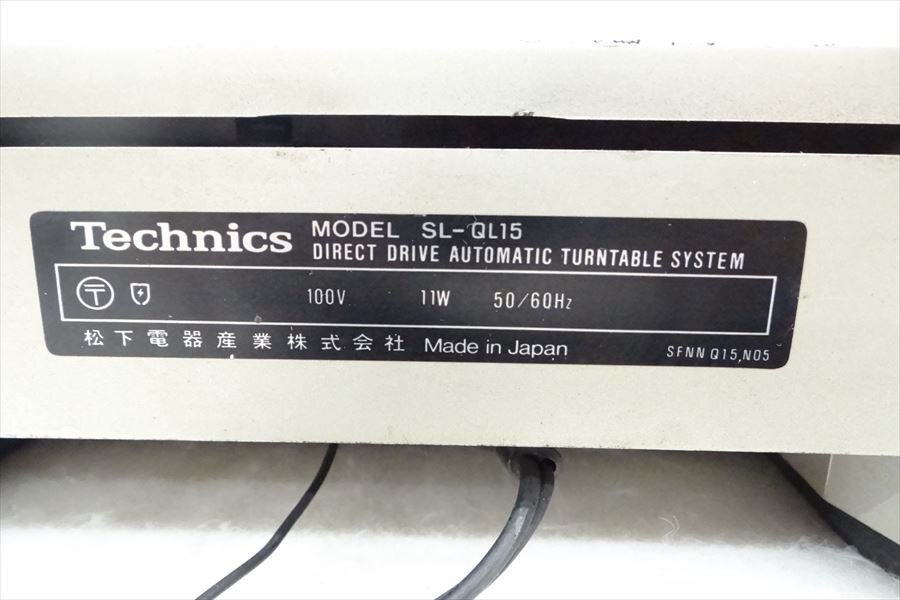 Technics MODEL SL-QL15
DIRECT DRIVE AUTOMATIC TURNTABLE SYSTEM
〒 100V 11W 50/60Hz
松下電器産業株式会社 Made in Japan SFNN Q15,N05